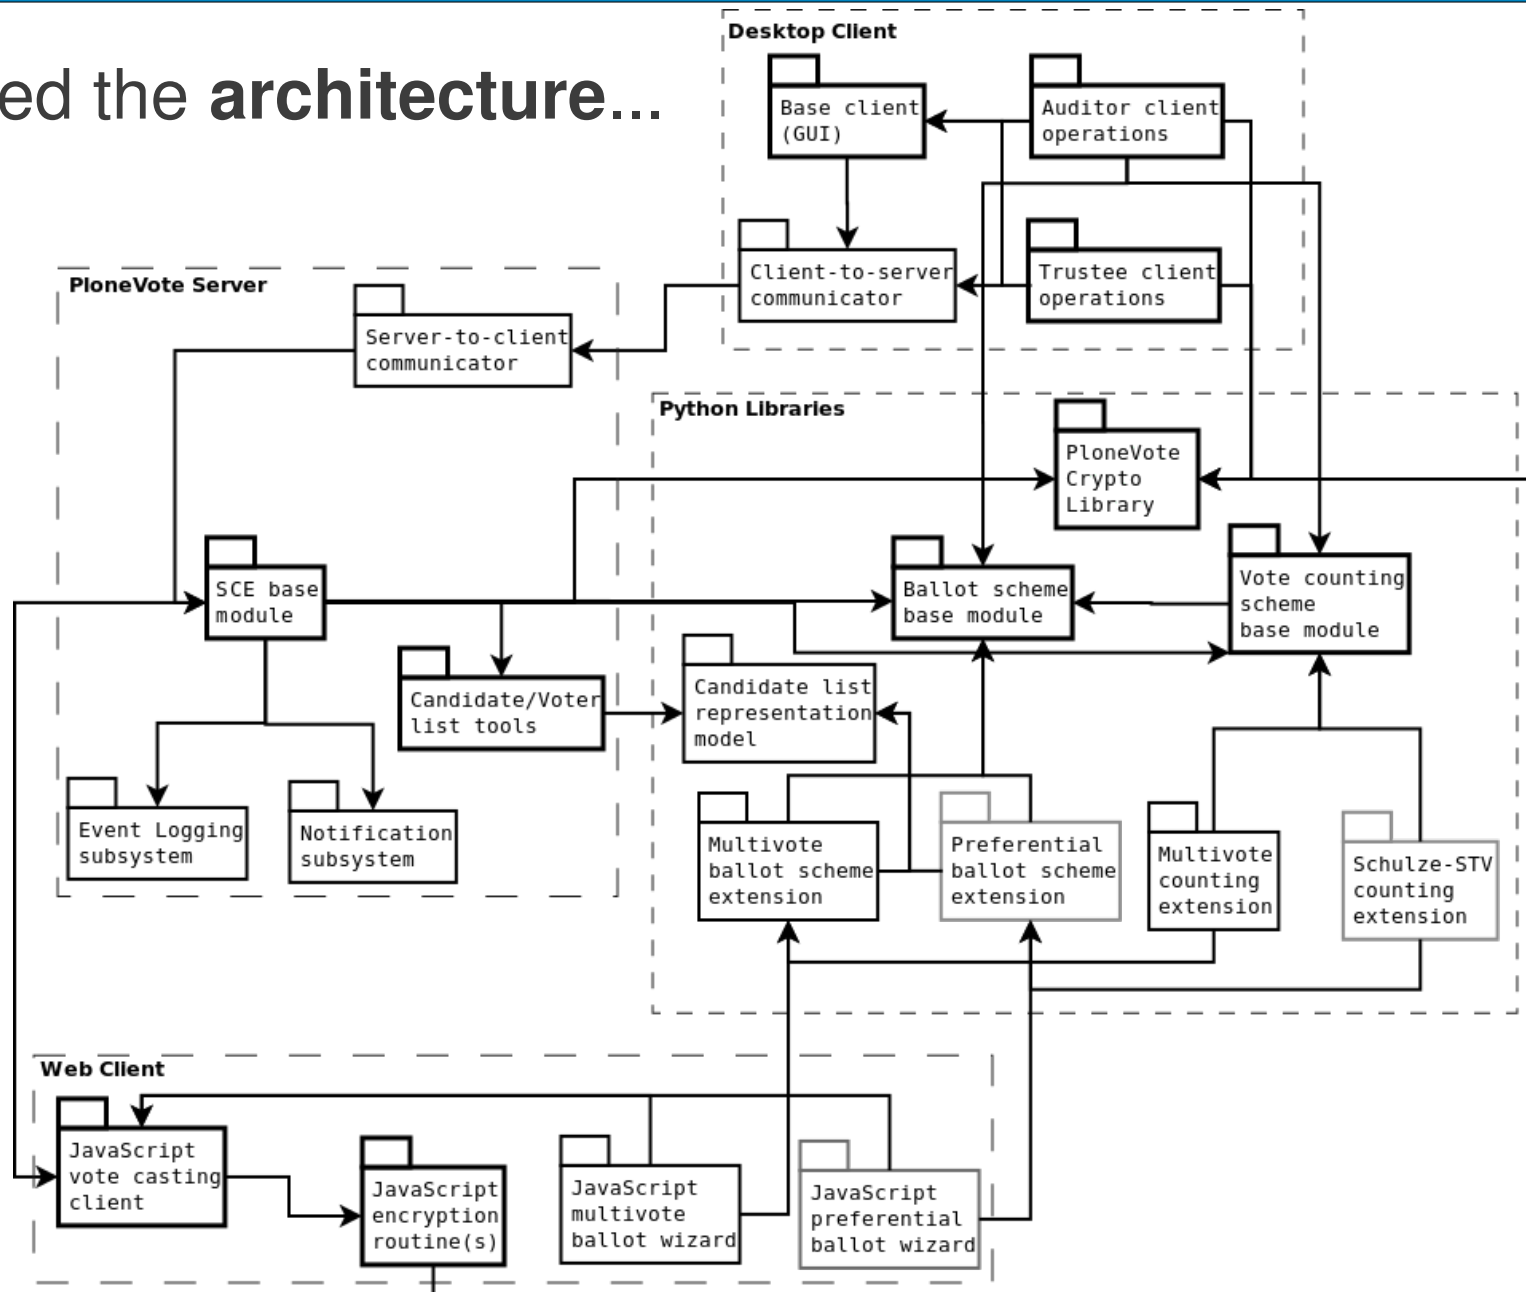 ed the architecture...
Desktop Client
Base client
(GUI)
Auditor client
operations
Client-to-server
communicator
Trustee client
operations
PloneVote Server
Server-to-client
communicator
Python Libraries
PloneVote
Crypto
Library
SCE base
module
Ballot scheme
base module
Vote counting
scheme
base module
Candidate/Voter
list tools
Candidate list
representation
model
Event Logging
subsystem
Notification
subsystem
Multivote
ballot scheme
extension
Preferential
ballot scheme
extension
Multivote
counting
extension
Schulze-STV
counting
extension
Web Client
JavaScript
vote casting
client
JavaScript
encryption
routine(s)
JavaScript
multivote
ballot wizard
JavaScript
preferential
ballot wizard